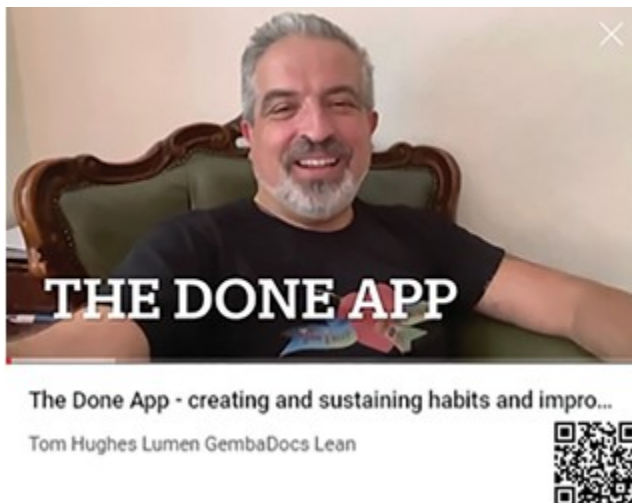 THE DONE APP
The Done App - creating and sustaining habits and impro...
Tom Hughes Lumen GembaDocs Lean